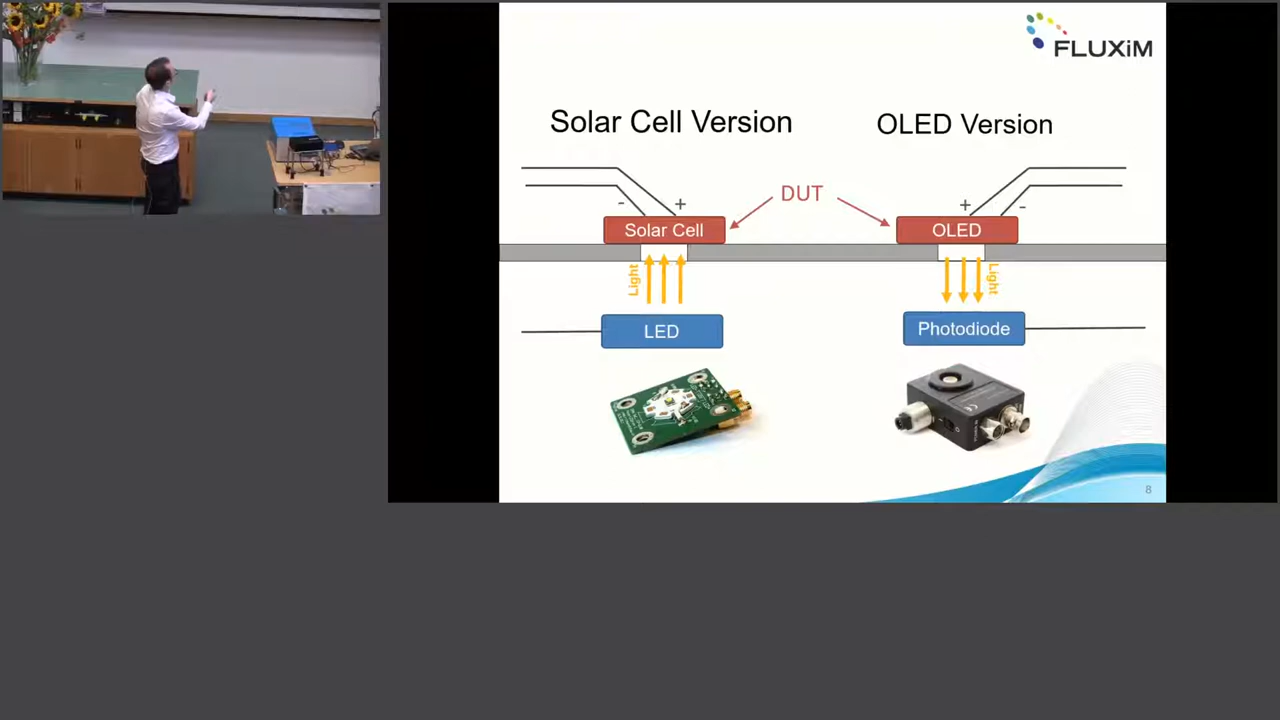 FLUXiM
Solar Cell Version
OLED Version
DUT
- +
+ -
Solar Cell
OLED
Light
Light
LED
Photodiode
8